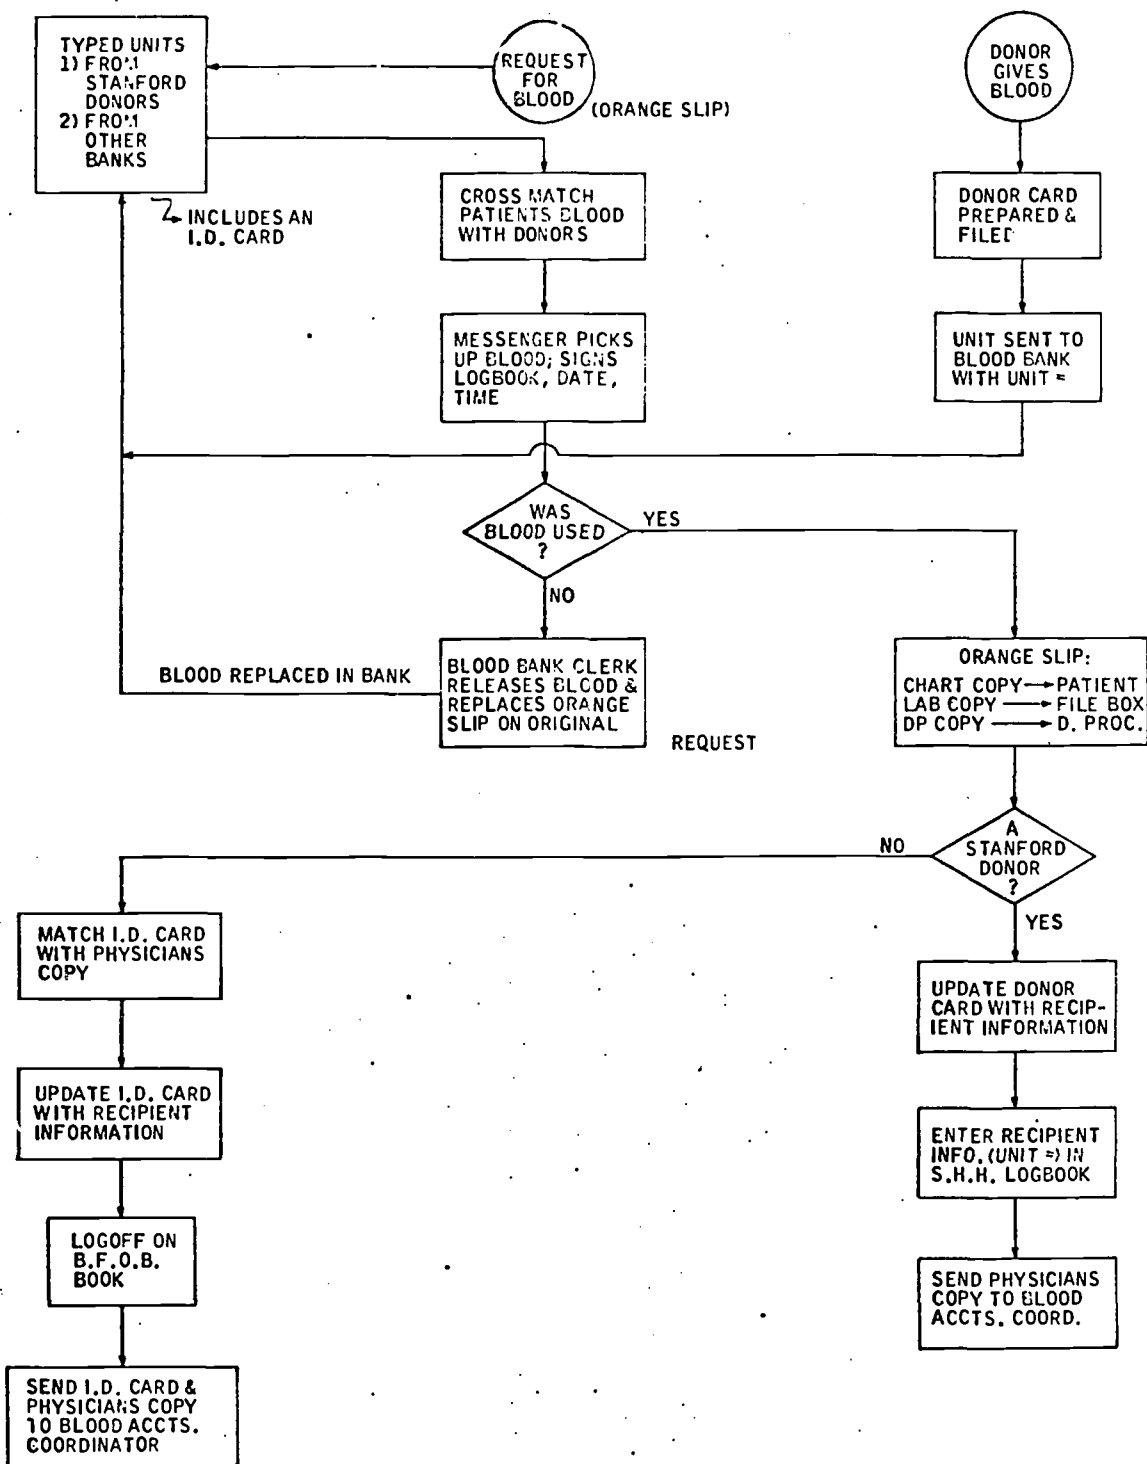 TYPED UNITS
1) FROM
STANFORD
DONORS
2) FROM
OTHER
BANKS
INCLUDES AN
I.D. CARD
REQUEST
FOR
BLOOD
(ORANGE SLIP)
DONOR
GIVES
BLOOD
CROSS MATCH
PATIENTS BLOOD
WITH DONORS
DONOR CARD
PREPARED &
FILED
MESSENGER PICKS
UP BLOOD; SIGNS
LOGBOOK, DATE,
TIME
UNIT SENT TO
BLOOD BANK
WITH UNIT =
WAS
BLOOD USED
?
YES
NO
BLOOD REPLACED IN BANK
BLOOD BANK CLERK
RELEASES BLOOD &
REPLACES ORANGE
SLIP ON ORIGINAL
REQUEST
ORANGE SLIP:
CHART COPY→PATIENT
LAB COPY→FILE BOX
DP COPY→D. PROC.
A
STANFORD
DONOR
?
NO
YES
MATCH I.D. CARD
WITH PHYSICIANS
COPY
UPDATE I.D. CARD
WITH RECIPIENT
INFORMATION
LOGOFF ON
B.F.O.B.
BOOK
SEND I.D. CARD &
PHYSICIANS COPY
TO BLOOD ACCTS.
COORDINATOR
UPDATE DONOR
CARD WITH RECIP-
IENT INFORMATION
ENTER RECIPIENT
INFO. (UNIT =) IN
S.H.H. LOGBOOK
SEND PHYSICIANS
COPY TO BLOOD
ACCTS. COORD.